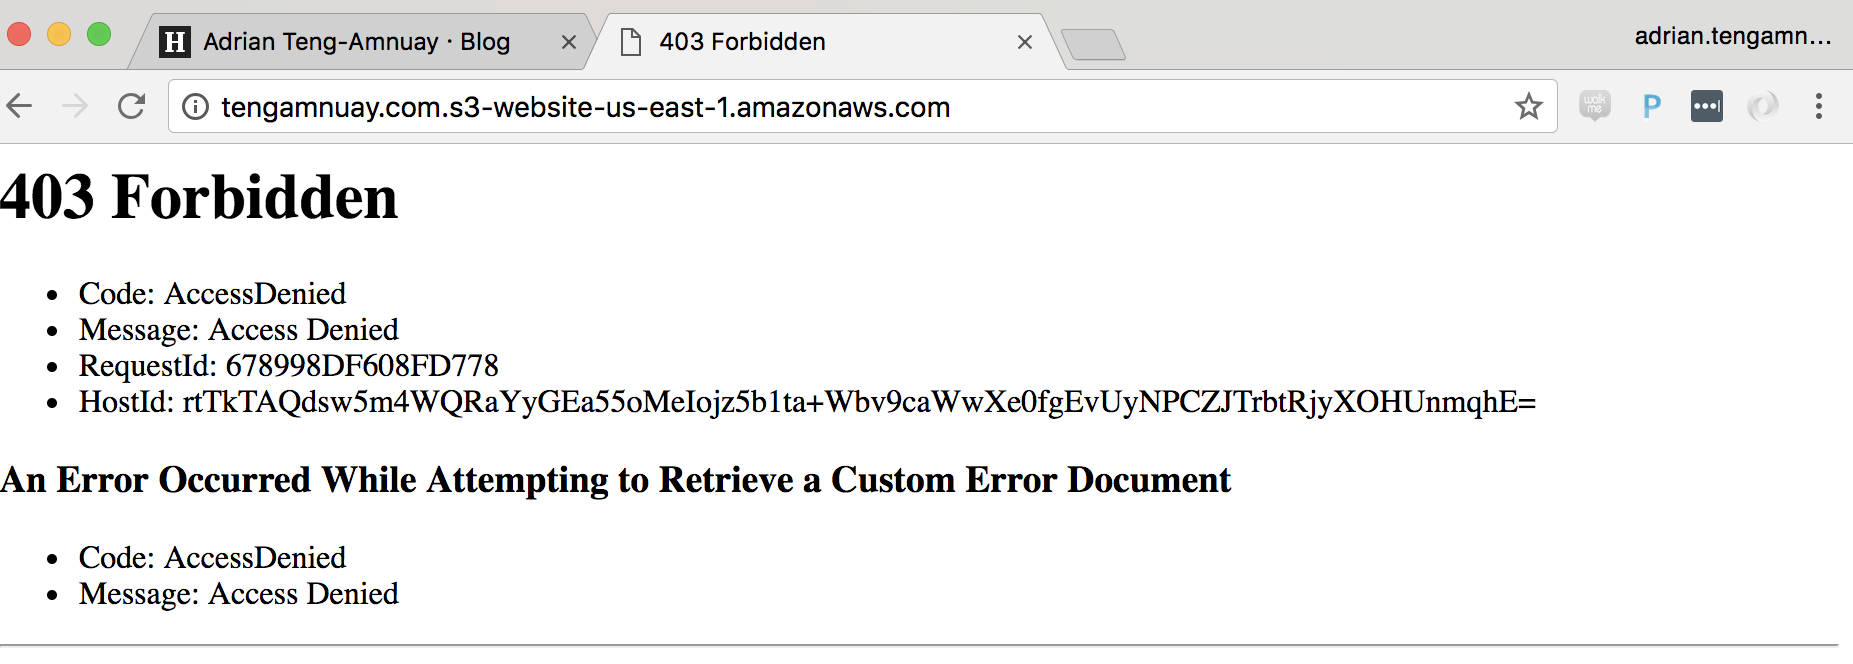 H Adrian Teng-Amnuay · Blog
403 Forbidden
adrian.tengamn...
tengamnuay.com.s3-website-us-east-1.amazonaws.com
walk
me
P
403 Forbidden
Code: AccessDenied
Message: Access Denied
RequestId: 678998DF608FD778
HostId: rtTkTAQdsw5m4WQRaYyGEa55oMeIojz5b1ta+Wbv9caWwXe0fgEvUyNPCZJTrbtRjyXOHUnmqhE=
An Error Occurred While Attempting to Retrieve a Custom Error Document
Code: AccessDenied
Message: Access Denied